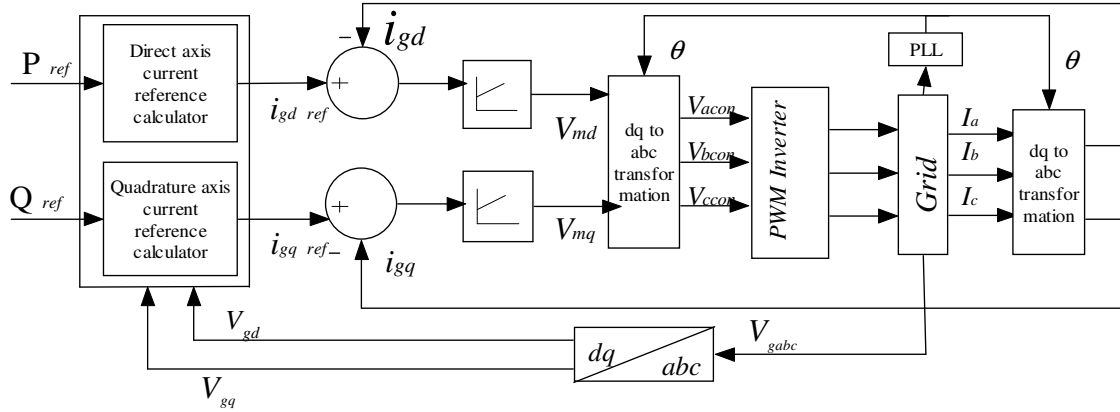 P ref
Direct axis
current
reference
calculator
i gd ref
−
i gd
+
V md
θ
dq to
abc
transfor
mation
V acon
V bcon
V ccon
PWM Inverter
PLL
Grid
I a
I b
I c
θ
dq to
abc
transfor
mation
Q ref
Quadrature axis
current
reference
calculator
i gq ref
−
+
i gq
V mq
V gd
V gq
dq
abc
V gabc